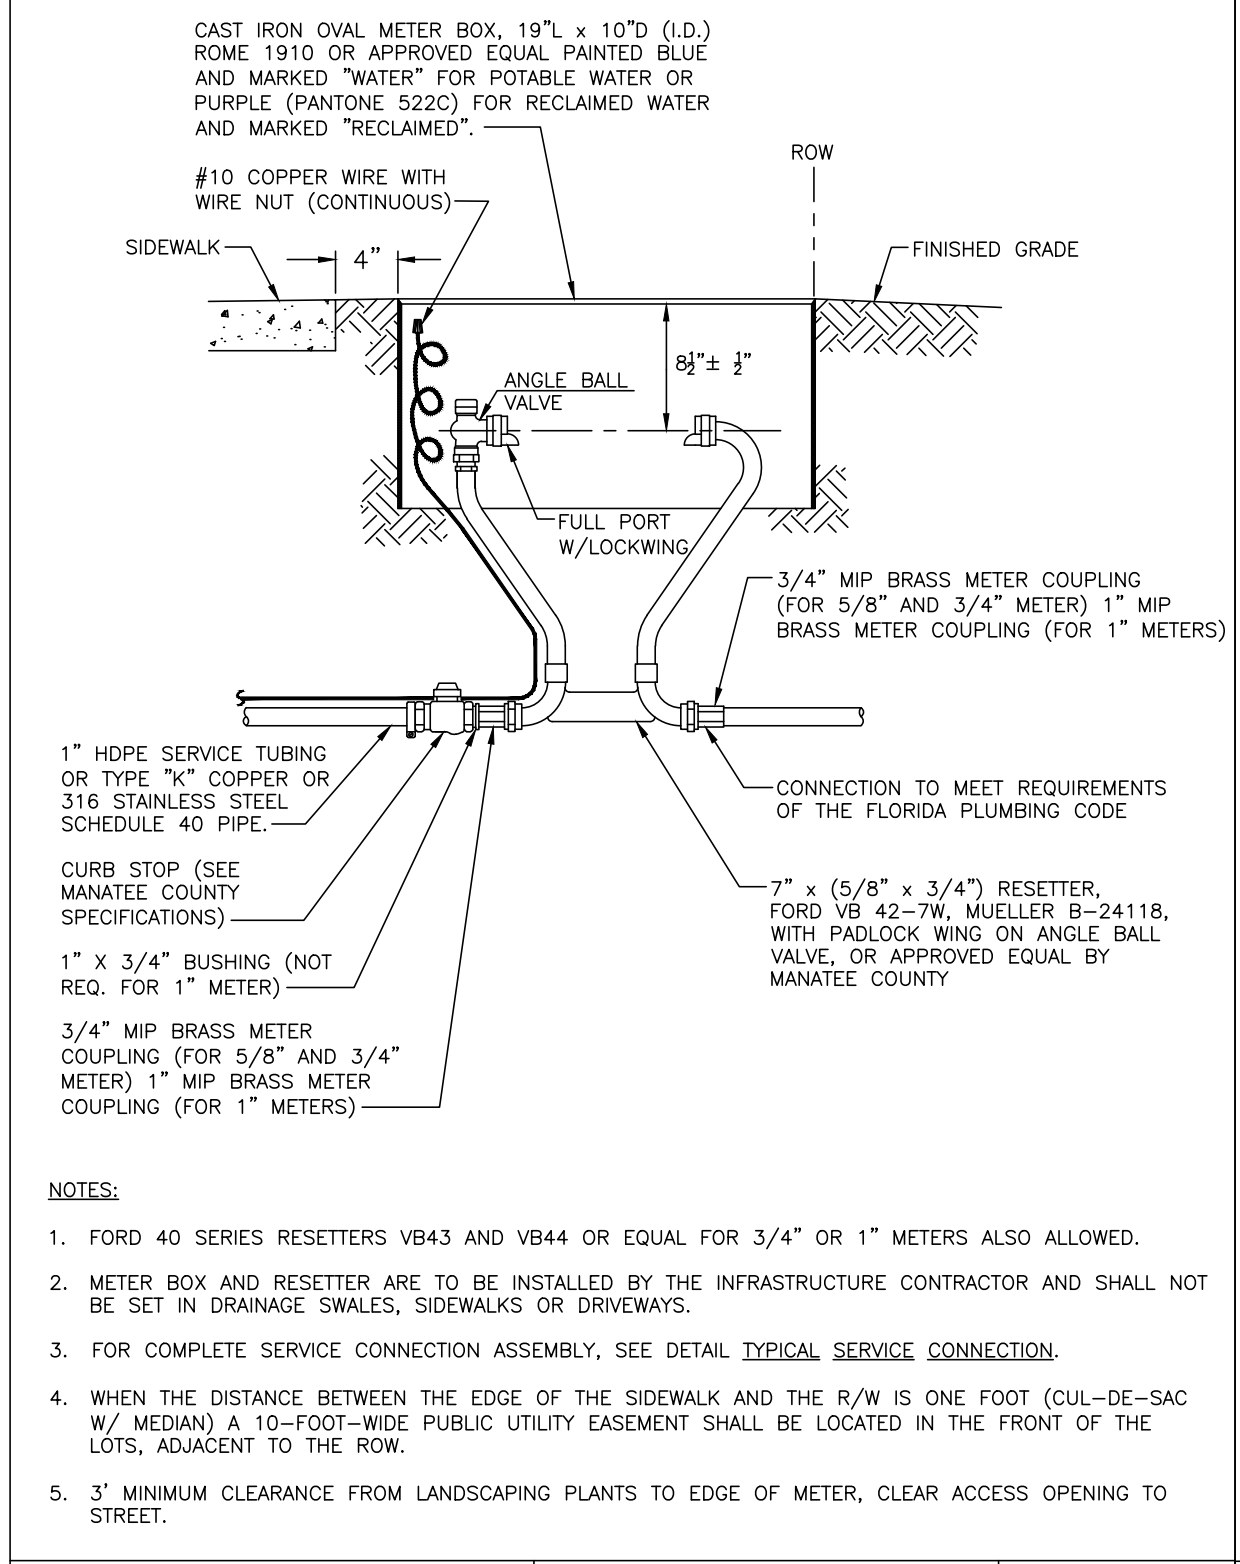 CAST IRON OVAL METER BOX, 19"L x 10"D (I.D.)
ROME 1910 OR APPROVED EQUAL PAINTED BLUE
AND MARKED "WATER" FOR POTABLE WATER OR
PURPLE (PANTONE 522C) FOR RECLAIMED WATER
AND MARKED "RECLAIMED".
ROW
#10 COPPER WIRE WITH
WIRE NUT (CONTINUOUS)
SIDEWALK
4"
FINISHED GRADE
8½"± ½"
ANGLE BALL
VALVE
FULL PORT
W/LOCKWING
3/4" MIP BRASS METER COUPLING
(FOR 5/8" AND 3/4" METER) 1" MIP
BRASS METER COUPLING (FOR 1" METERS)
1" HDPE SERVICE TUBING
OR TYPE "K" COPPER OR
316 STAINLESS STEEL
SCHEDULE 40 PIPE.
CONNECTION TO MEET REQUIREMENTS
OF THE FLORIDA PLUMBING CODE
CURB STOP (SEE
MANATEE COUNTY
SPECIFICATIONS)
7" x (5/8" x 3/4") RESETTER,
FORD VB 42-7W, MUELLER B-24118,
WITH PADLOCK WING ON ANGLE BALL
VALVE, OR APPROVED EQUAL BY
MANATEE COUNTY
1" X 3/4" BUSHING (NOT
REQ. FOR 1" METER)
3/4" MIP BRASS METER
COUPLING (FOR 5/8" AND 3/4"
METER) 1" MIP BRASS METER
COUPLING (FOR 1" METERS)
NOTES:
1. FORD 40 SERIES RESETTERS VB43 AND VB44 OR EQUAL FOR 3/4" OR 1" METERS ALSO ALLOWED.
2. METER BOX AND RESETTER ARE TO BE INSTALLED BY THE INFRASTRUCTURE CONTRACTOR AND SHALL NOT
BE SET IN DRAINAGE SWALES, SIDEWALKS OR DRIVEWAYS.
3. FOR COMPLETE SERVICE CONNECTION ASSEMBLY, SEE DETAIL TYPICAL SERVICE CONNECTION.
4. WHEN THE DISTANCE BETWEEN THE EDGE OF THE SIDEWALK AND THE R/W IS ONE FOOT (CUL-DE-SAC
W/ MEDIAN) A 10-FOOT-WIDE PUBLIC UTILITY EASEMENT SHALL BE LOCATED IN THE FRONT OF THE
LOTS, ADJACENT TO THE ROW.
5. 3' MINIMUM CLEARANCE FROM LANDSCAPING PLANTS TO EDGE OF METER, CLEAR ACCESS OPENING TO
STREET.